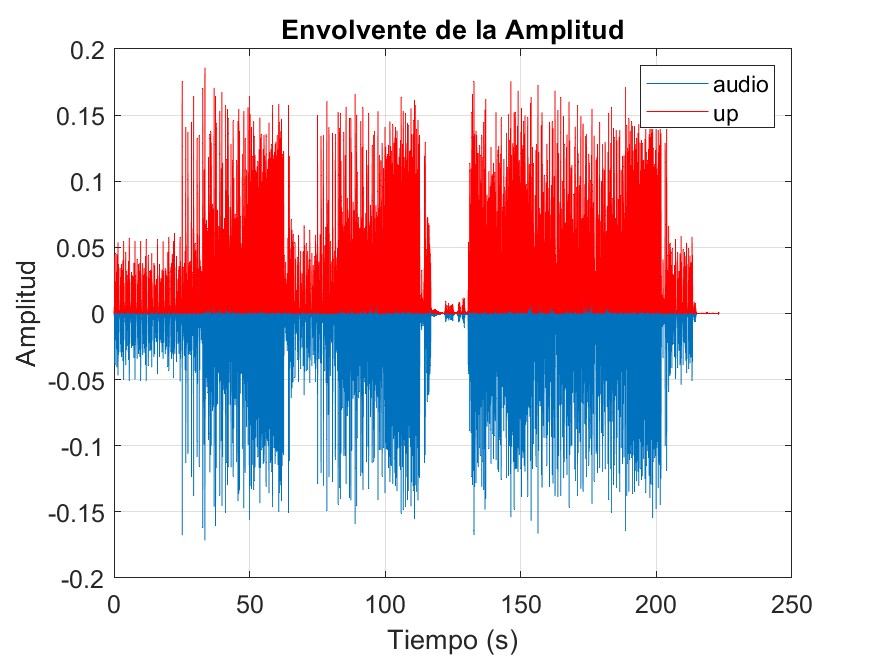 Envolvente de la Amplitud
0.2
0.15
0.1
0.05
0
-0.05
-0.1
-0.15
-0.2
Amplitud
audio
up
0 50 100 150 200 250
Tiempo (s)